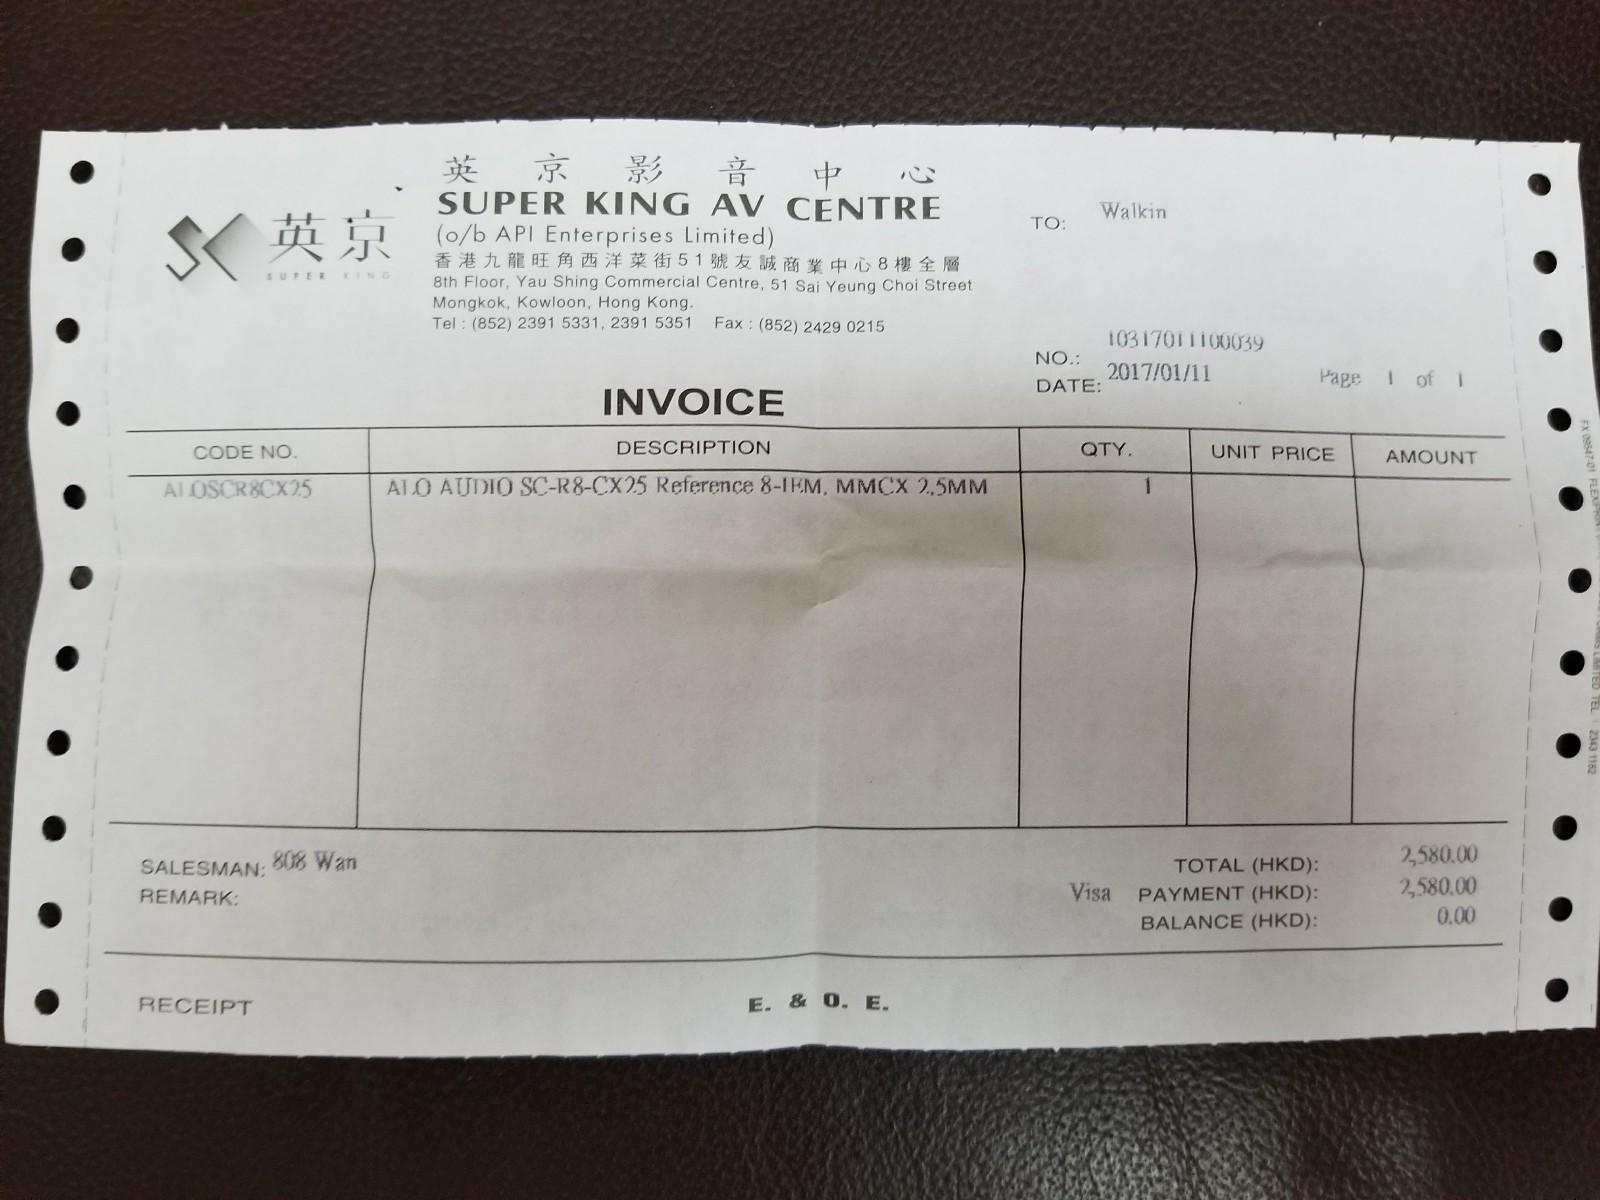 英京影音中心
英京
SUPER KING
SUPER KING AV CENTRE
(o/b API Enterprises Limited)
香港九龍旺角西洋菜街51號友誠商業中心8樓全層
8th Floor, Yau Shing Commercial Centre, 51 Sai Yeung Choi Street
Mongkok, Kowloon, Hong Kong.
Tel : (852) 2391 5331, 2391 5351 Fax : (852) 2429 0215
TO: Walkin
NO.: 10317011100039
DATE: 2017/01/11 Page 1 of 1
INVOICE
CODE NO. DESCRIPTION QTY. UNIT PRICE AMOUNT
ALOSCR8CX25 ALO AUDIO SC-R8-CX25 Reference 8-IEM, MMCX 2.5MM 1
SALESMAN: 808 Wan
REMARK:
TOTAL (HKD): 2,580.00
Visa PAYMENT (HKD): 2,580.00
BALANCE (HKD): 0.00
RECEIPT E. & O. E.
LIMITED TEL : 2343 1182